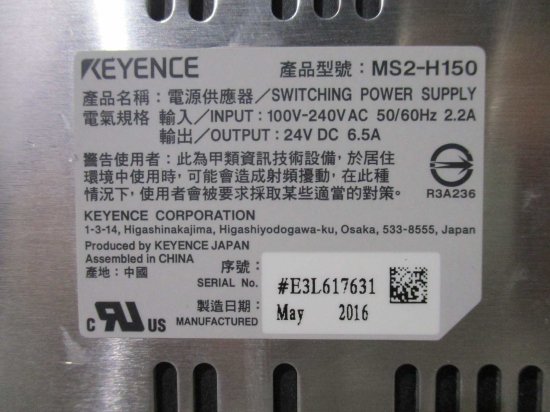 KEYENCE 產品型號：MS2-H150
產品名稱：電源供應器／SWITCHING POWER SUPPLY
電氣規格 輸入／INPUT：100V-240V AC 50/60Hz 2.2A
輸出／OUTPUT：24V DC 6.5A
警告使用者：此為甲類資訊技術設備，於居住
環境中使用時，可能會造成射頻擾動，在此種
情況下，使用者會被要求採取某些適當的對策。
R3A236
KEYENCE CORPORATION
1-3-14, Higashinakajima, Higashiyodogawa-ku, Osaka, 533-8555, Japan
Produced by KEYENCE JAPAN
Assembled in CHINA
產地：中國
序號：
SERIAL No.
#E3L617631
製造日期：
MANUFACTURED
May 2016
c RU US